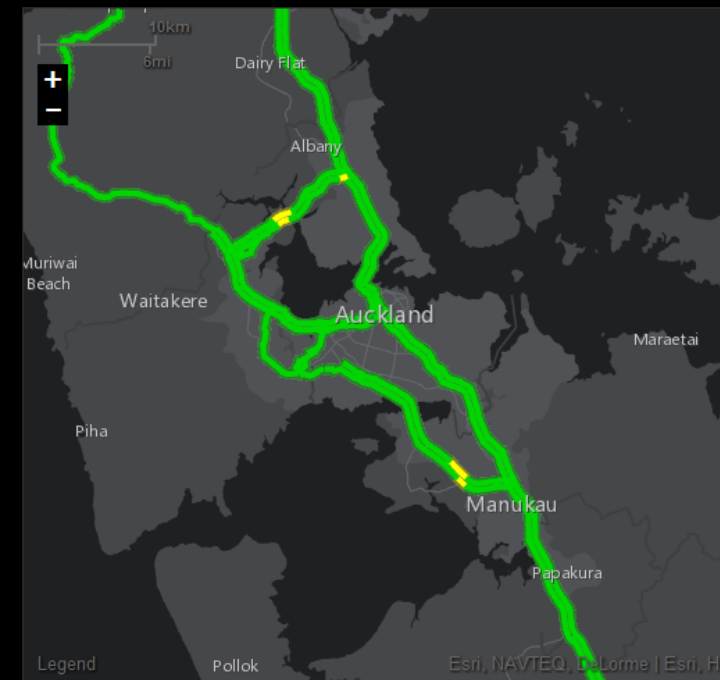 10km
6mi
+
−
Dairy Flat
Albany
Muriwai
Beach
Waitakere
Auckland
Maraetai
Piha
Manukau
Papakura
Legend
Pollok
Esri, NAVTEQ, DeLorme | Esri, H